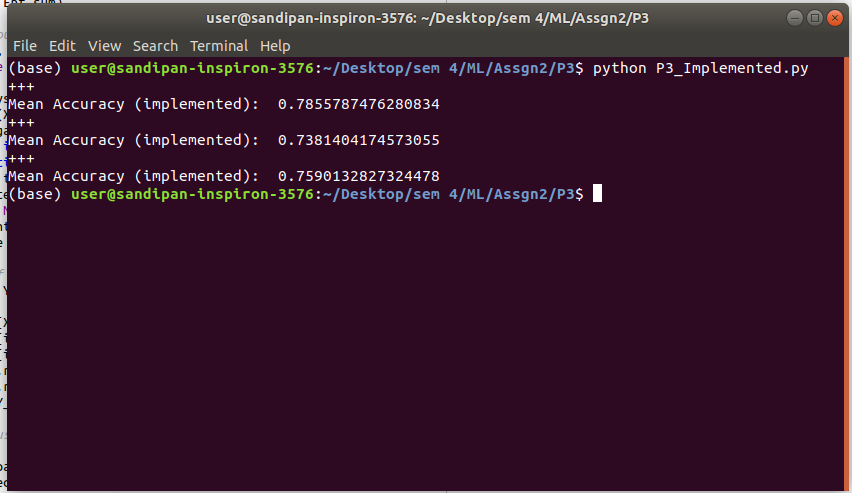 user@sandipan-inspiron-3576: ~/Desktop/sem 4/ML/Assgn2/P3
File Edit View Search Terminal Help
(base) user@sandipan-inspiron-3576:~/Desktop/sem 4/ML/Assgn2/P3$ python P3_Implemented.py
+++
Mean Accuracy (implemented):  0.7855787476280834
+++
Mean Accuracy (implemented):  0.7381404174573055
+++
Mean Accuracy (implemented):  0.7590132827324478
(base) user@sandipan-inspiron-3576:~/Desktop/sem 4/ML/Assgn2/P3$